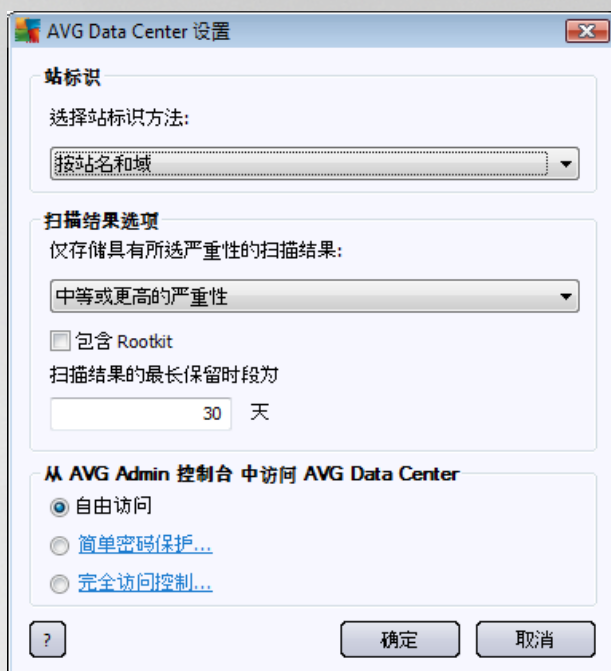 AVG Data Center 设置
站标识
选择站标识方法:
按站名和域
扫描结果选项
仅存储具有所选严重性的扫描结果:
中等或更高的严重性
包含 Rootkit
扫描结果的最长保留时段为
30 天
从 AVG Admin 控制台 中访问 AVG Data Center
自由访问
简单密码保护...
完全访问控制...
? 确定 取消